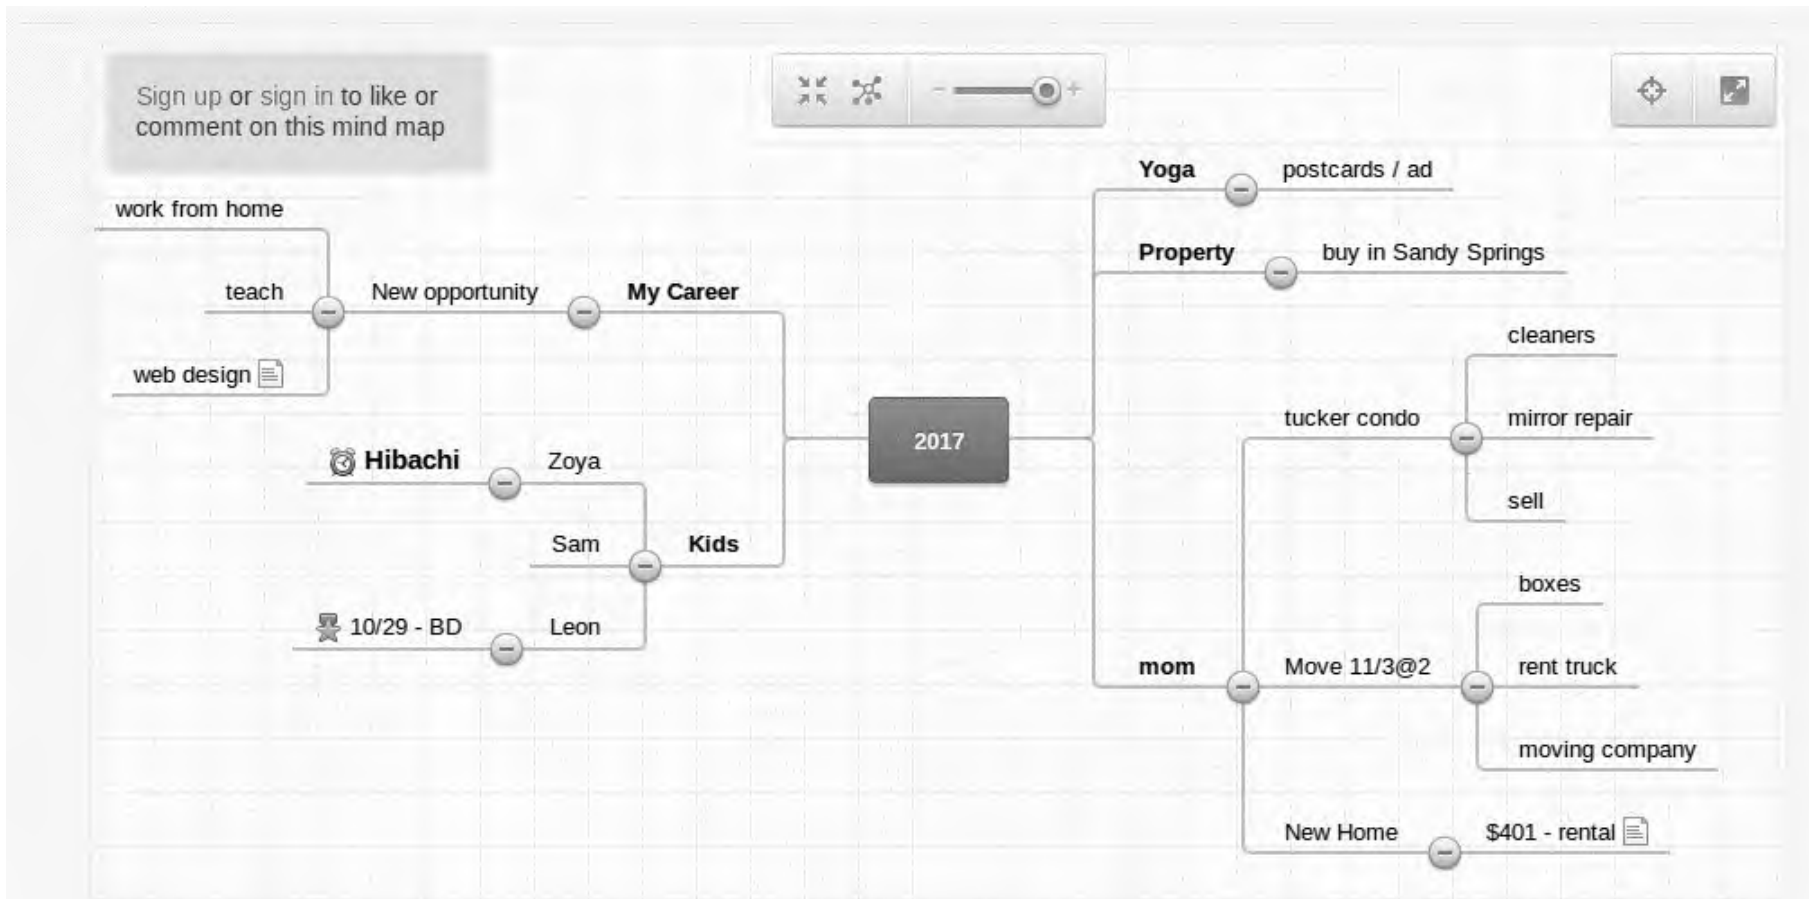 Sign up or sign in to like or
comment on this mind map
work from home
teach
New opportunity
My Career
web design
Hibachi
Zoya
Sam
Kids
10/29 - BD
Leon
2017
Yoga
postcards / ad
Property
buy in Sandy Springs
cleaners
tucker condo
mirror repair
sell
boxes
mom
Move 11/3@2
rent truck
moving company
New Home
$401 - rental